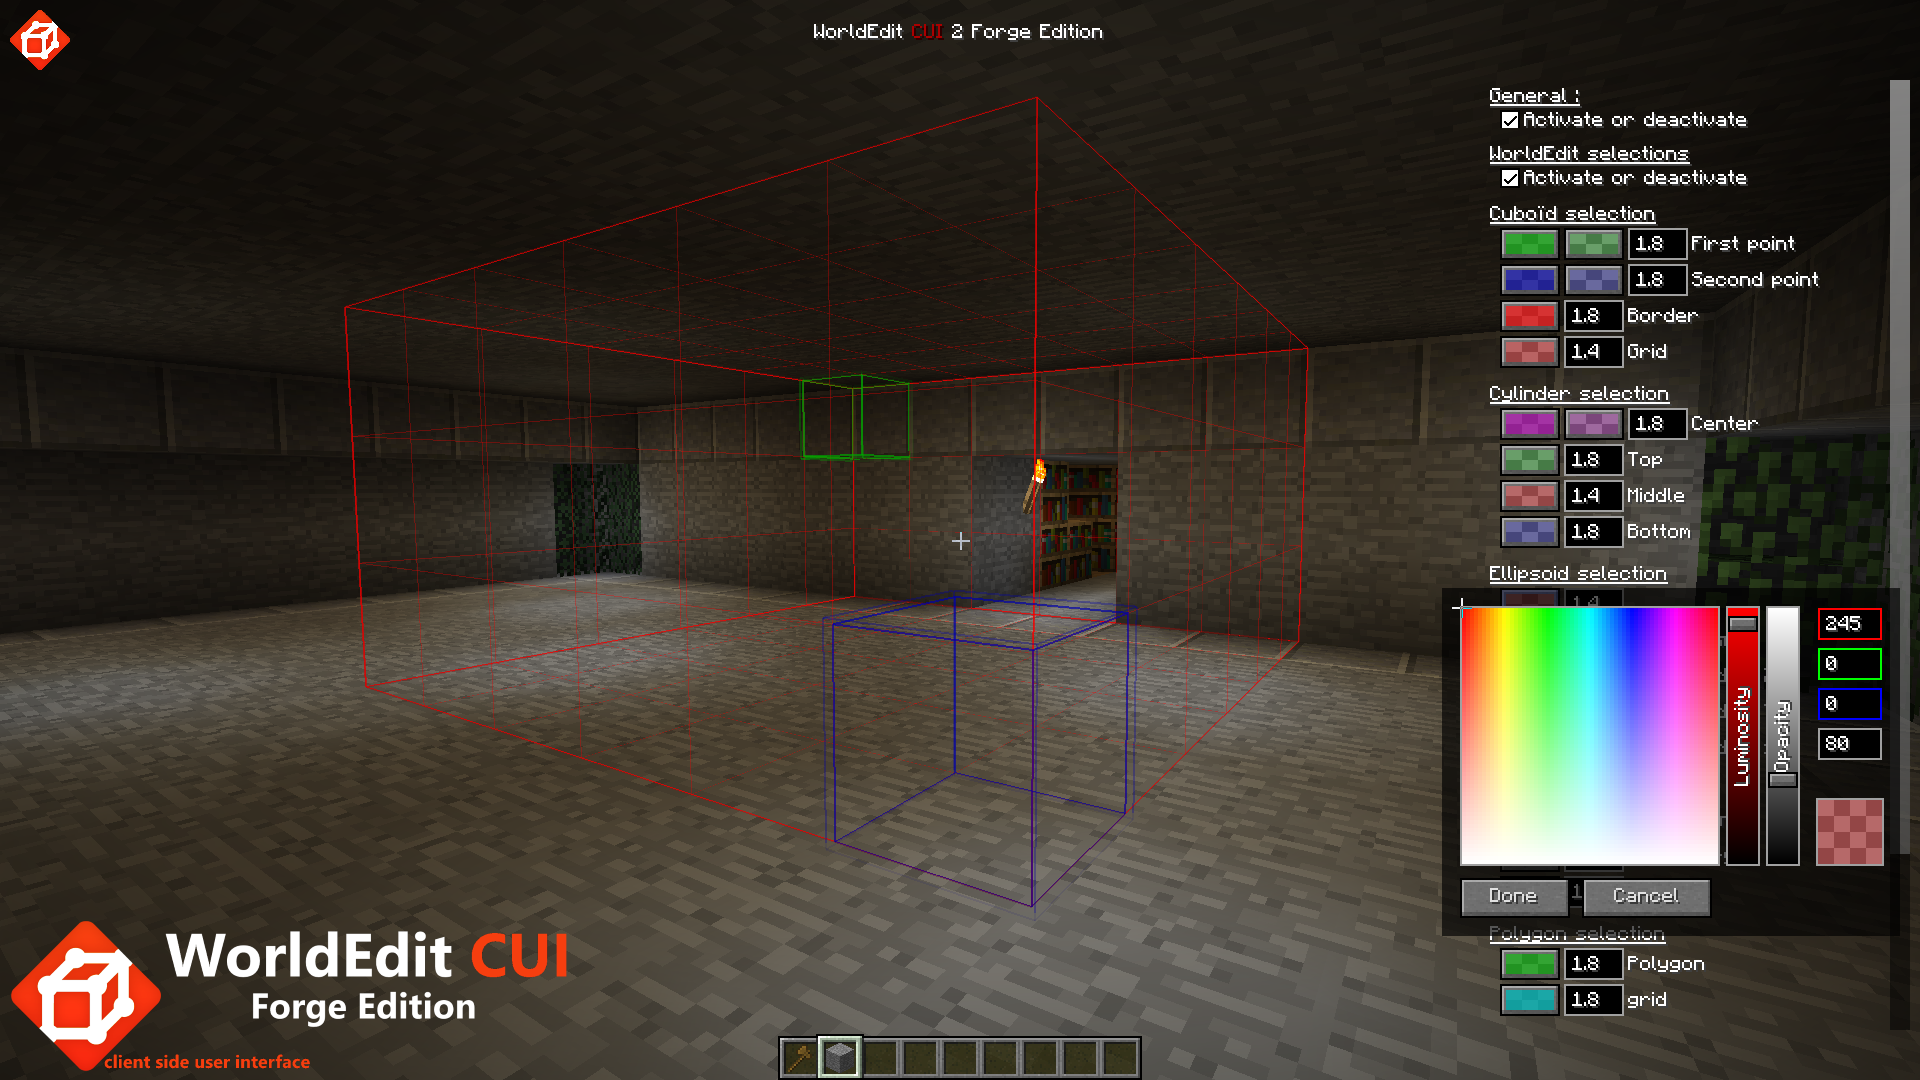 WorldEdit CUI 2 Forge Edition
General :
Activate or deactivate
WorldEdit selections
Activate or deactivate
Cuboïd selection
1.8 First point
1.8 Second point
1.8 Border
1.4 Grid
Cylinder selection
1.8 Center
1.8 Top
1.4 Middle
1.8 Bottom
Ellipsoid selection
1.4
245
0
0
80
Luminosity
Opacity
Done
Cancel
Polygon selection
1.8 Polygon
1.8 grid
WorldEdit CUI
Forge Edition
client side user interface